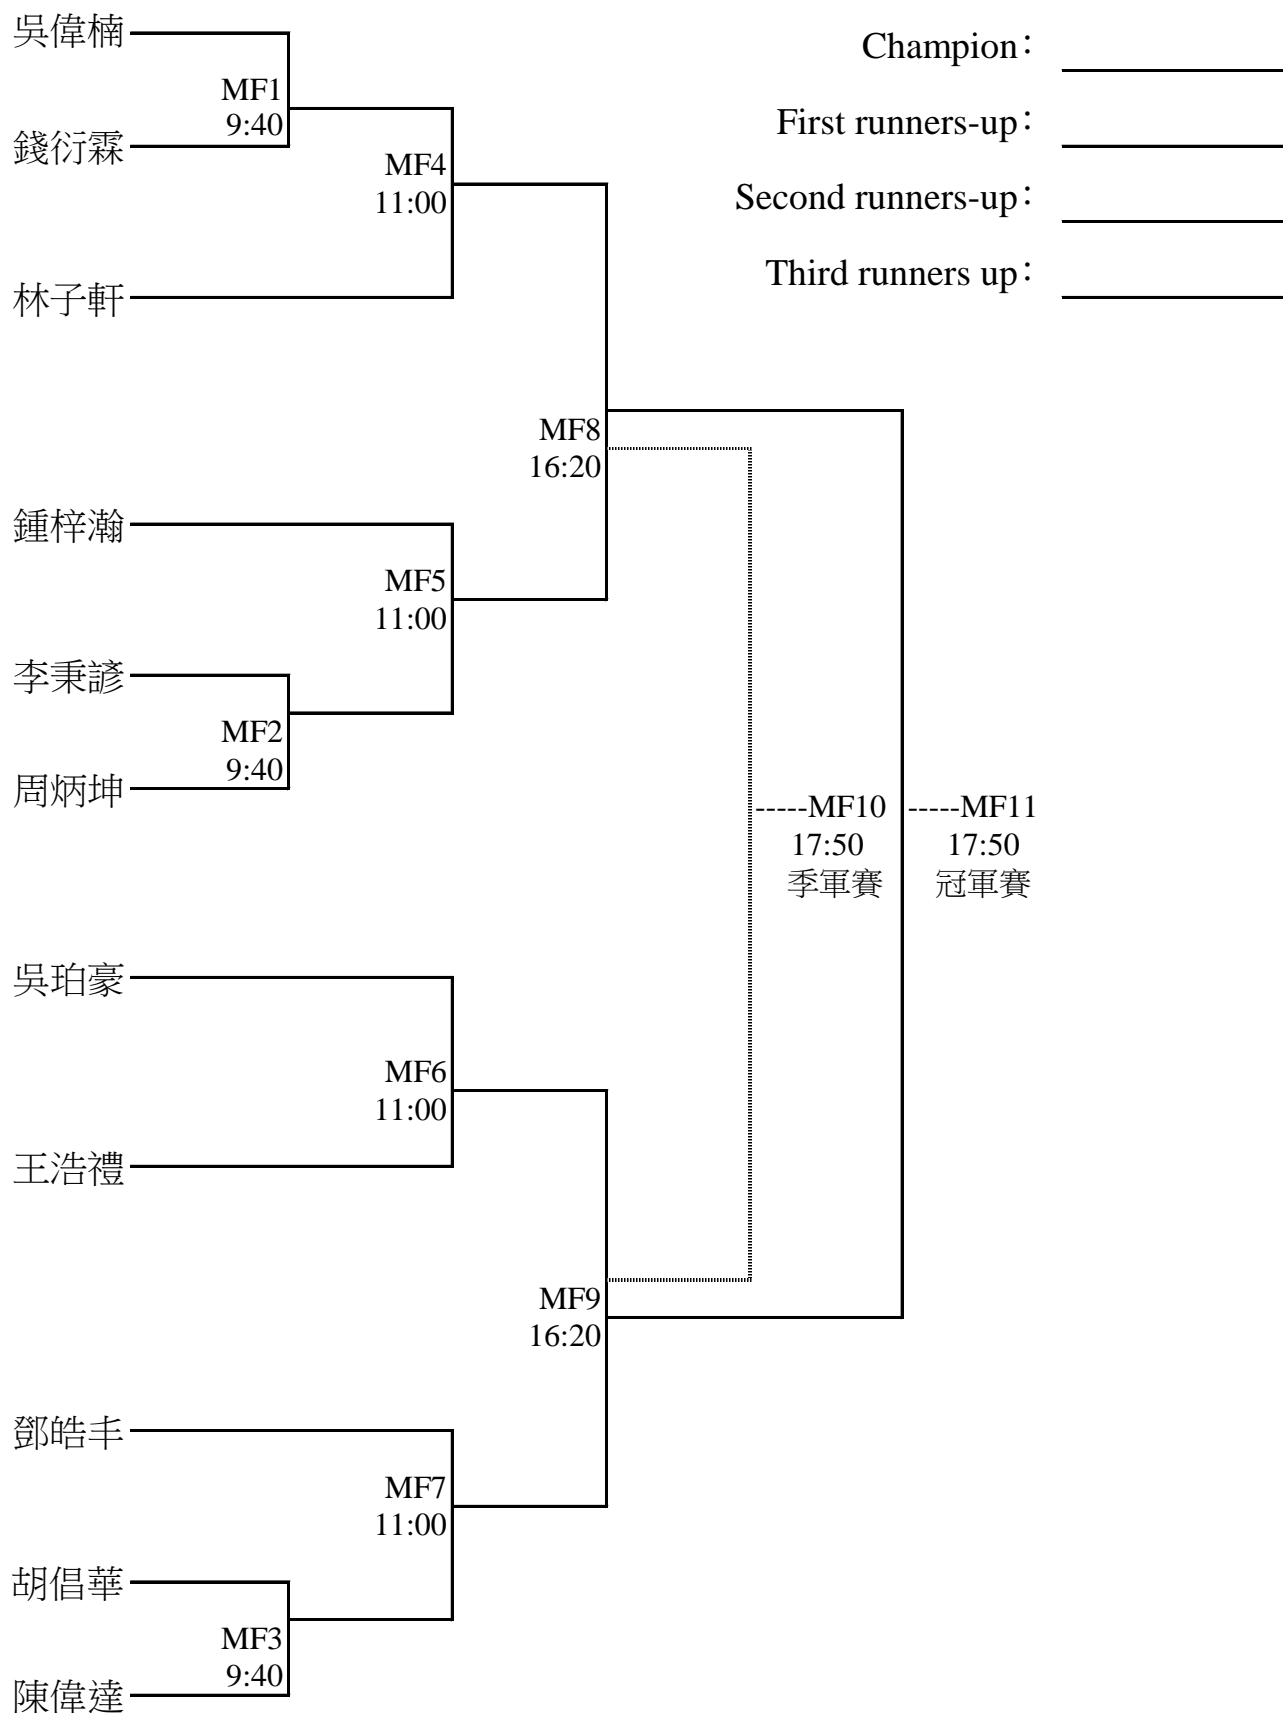 吳偉楠
Champion：
MF1
9:40
First runners-up：
錢衍霖
MF4
11:00
Second runners-up：
Third runners up：
林子軒
MF8
16:20
鍾梓瀚
MF5
11:00
李秉諺
MF2
9:40
周炳坤
-----MF10
17:50
季軍賽
-----MF11
17:50
冠軍賽
吳珀豪
MF6
11:00
王浩禮
MF9
16:20
鄧皓丰
MF7
11:00
胡倡華
MF3
9:40
陳偉達